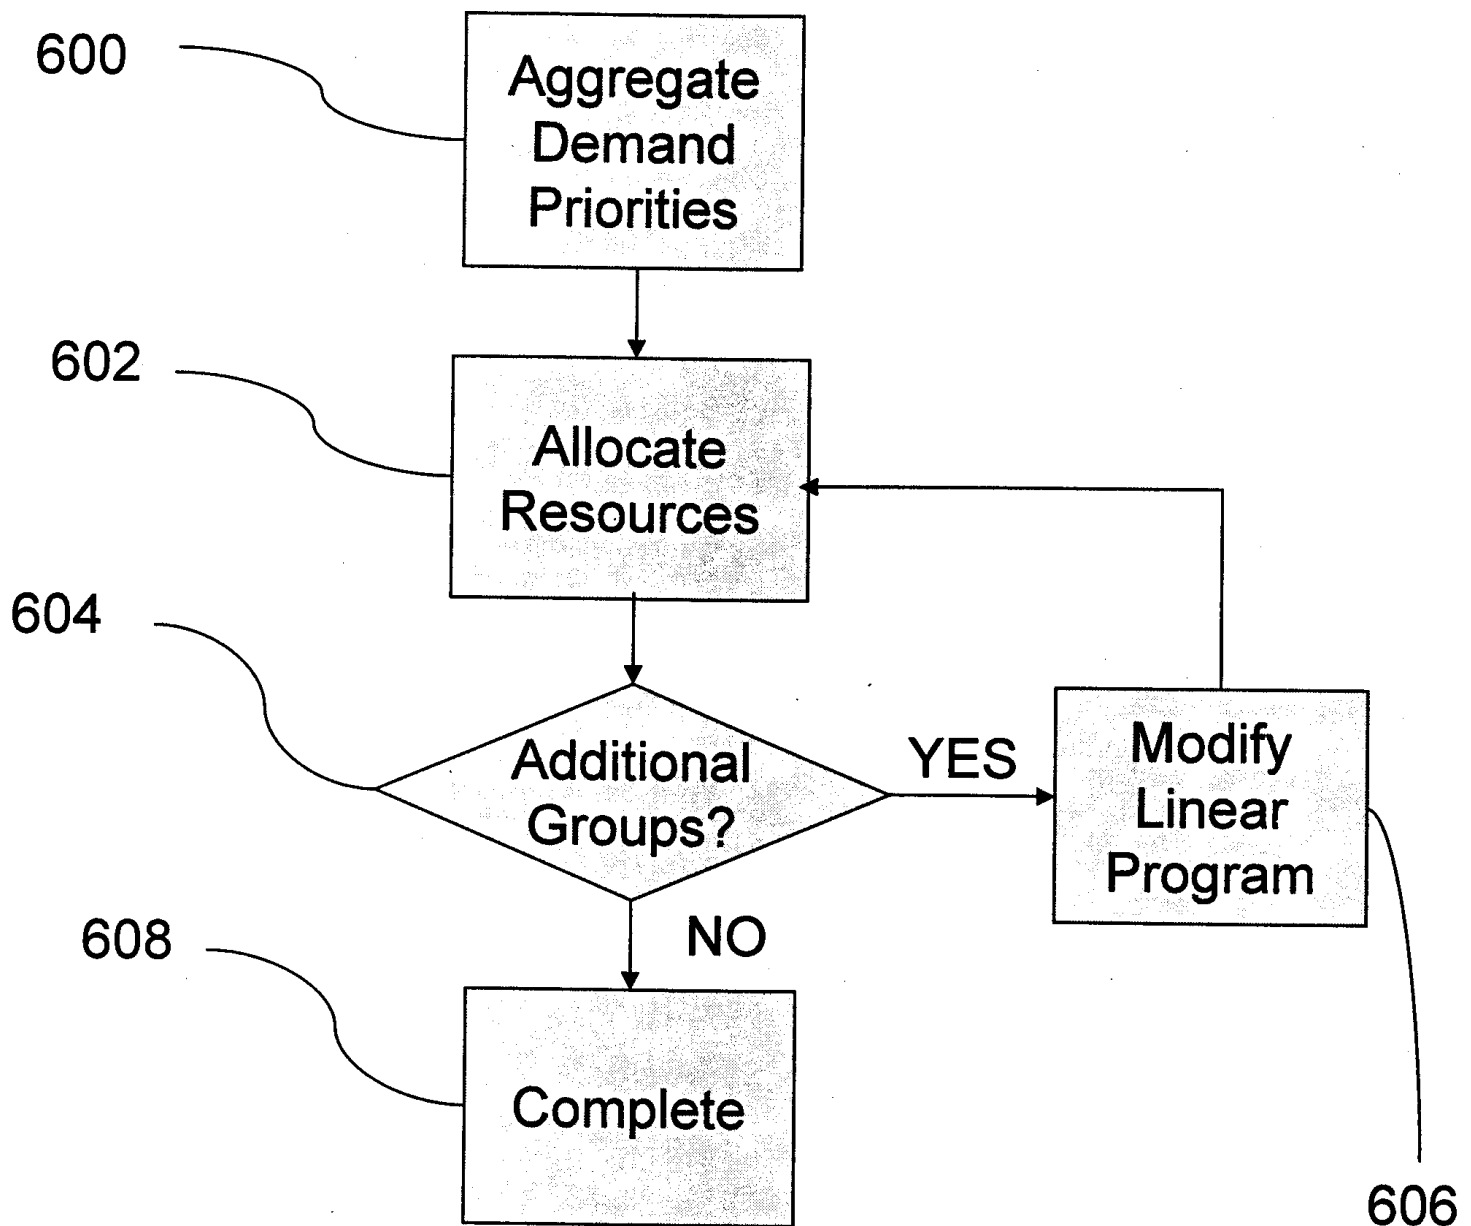 600
Aggregate
Demand
Priorities
602
Allocate
Resources
604
Additional
Groups?
YES
Modify
Linear
Program
NO
608
Complete
606